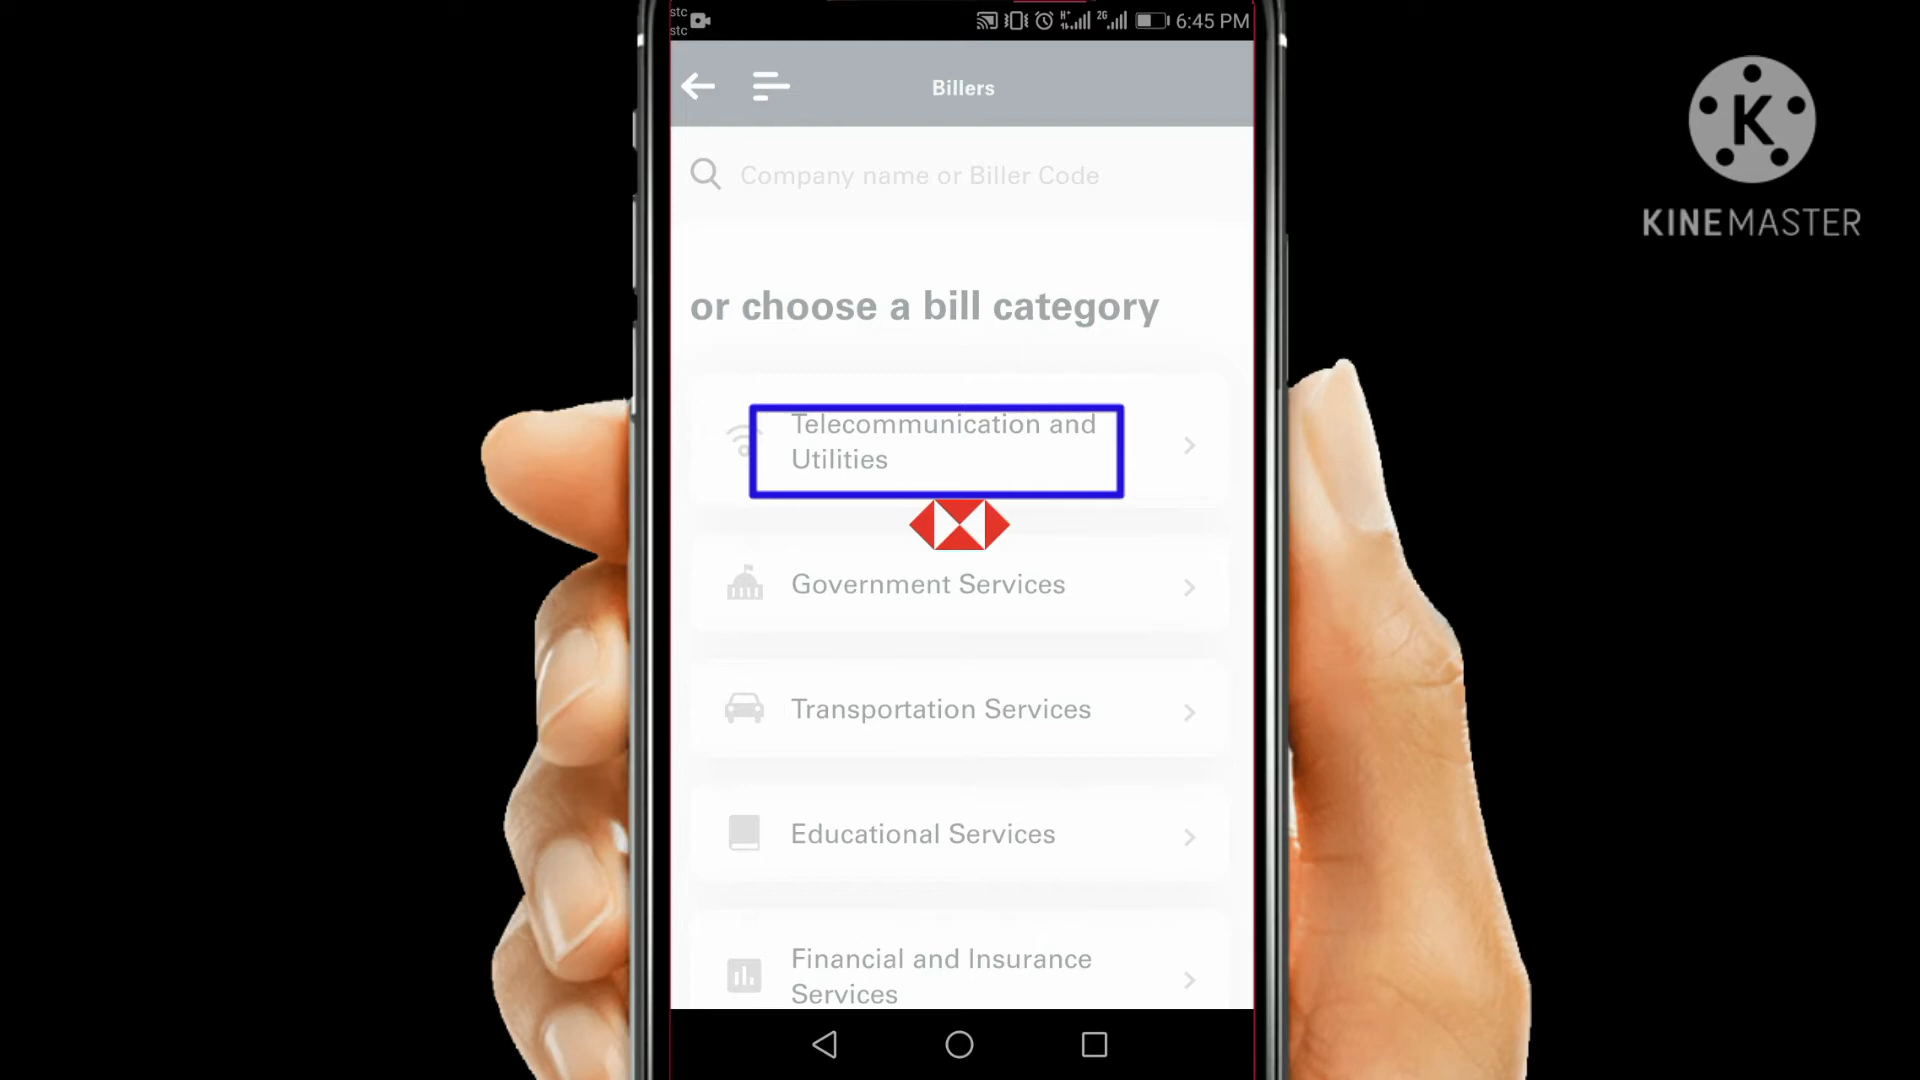 stc
stc
H+
2G
6:45 PM
Billers
Company name or Biller Code
or choose a bill category
Telecommunication and
Utilities
Government Services
Transportation Services
Educational Services
Financial and Insurance
Services
K
KINEMASTER